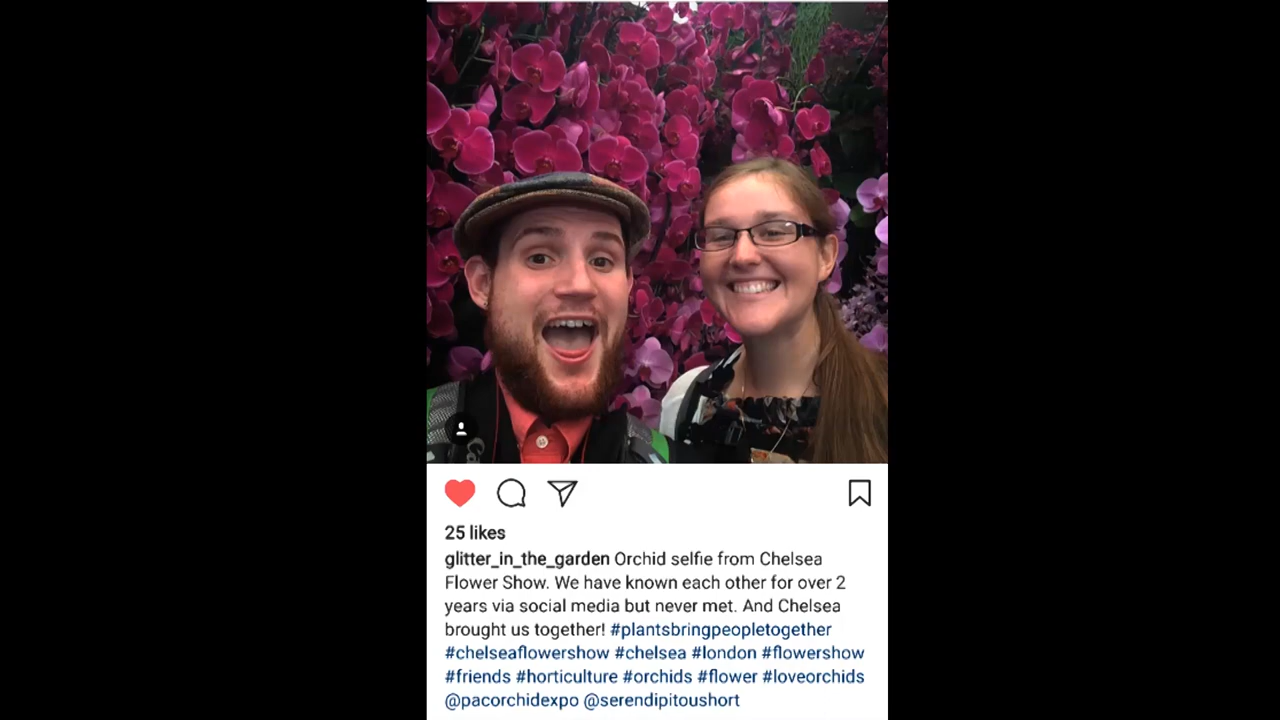 25 likes
glitter_in_the_garden Orchid selfie from Chelsea
Flower Show. We have known each other for over 2
years via social media but never met. And Chelsea
brought us together! #plantsbringpeopletogether
#chelseaflowershow #chelsea #london #flowershow
#friends #horticulture #orchids #flower #loveorchids
@pacorchidexpo @serendipitoushort